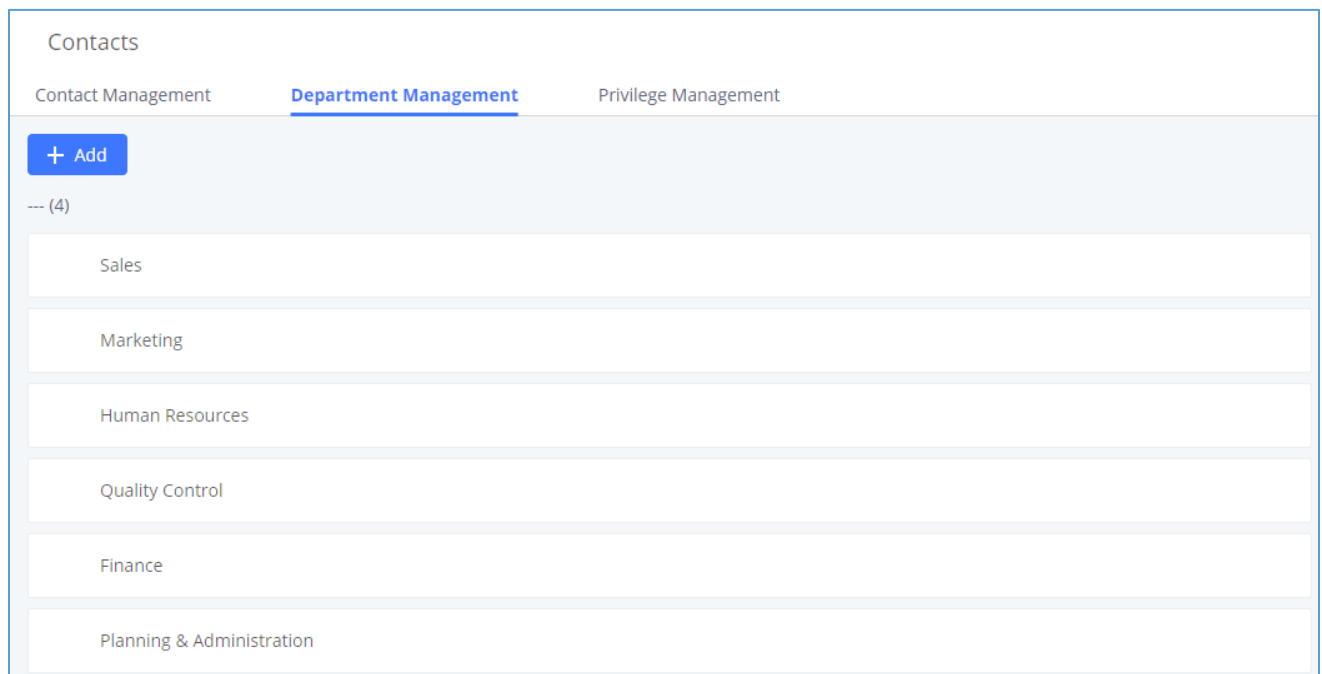 Contacts
Contact Management Department Management Privilege Management
+ Add
--- (4)
Sales
Marketing
Human Resources
Quality Control
Finance
Planning & Administration